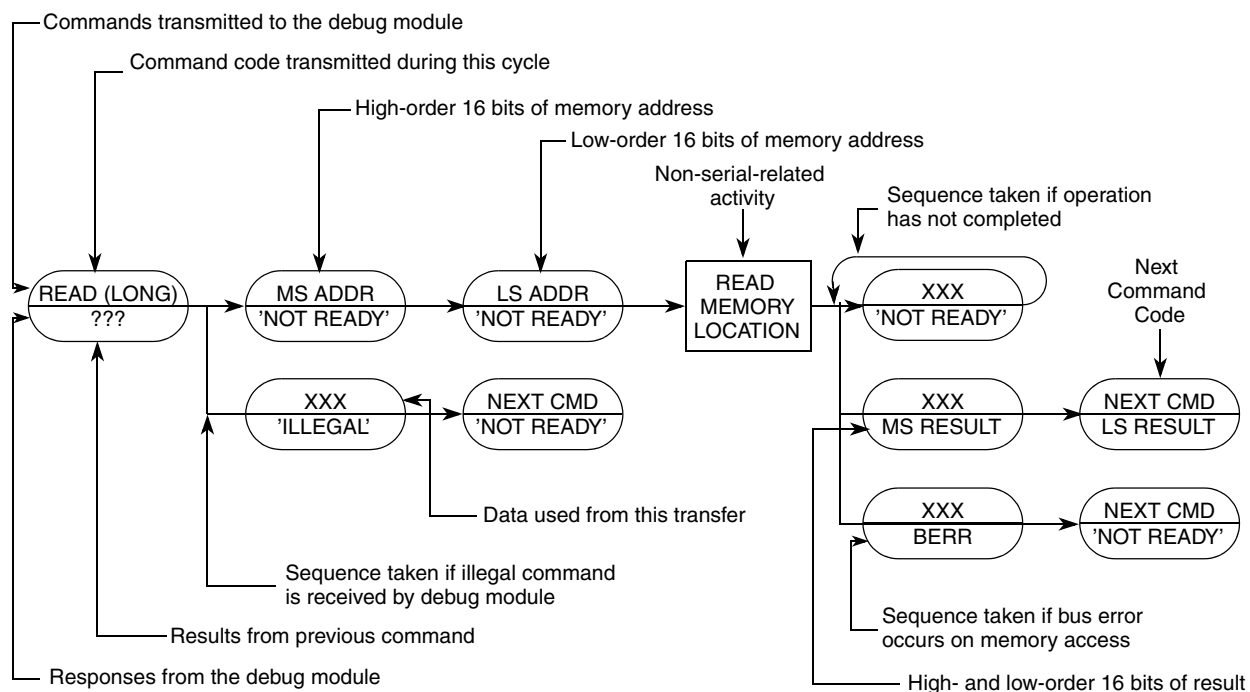 Commands transmitted to the debug module
Command code transmitted during this cycle
High-order 16 bits of memory address
Low-order 16 bits of memory address
Non-serial-related
activity
Sequence taken if operation
has not completed
Next
Command
Code
READ (LONG)
???
MS ADDR
'NOT READY'
LS ADDR
'NOT READY'
READ
MEMORY
LOCATION
XXX
'NOT READY'
XXX
'ILLEGAL'
NEXT CMD
'NOT READY'
XXX
MS RESULT
NEXT CMD
LS RESULT
XXX
BERR
NEXT CMD
'NOT READY'
Data used from this transfer
Sequence taken if illegal command
is received by debug module
Results from previous command
Sequence taken if bus error
occurs on memory access
Responses from the debug module
High- and low-order 16 bits of result